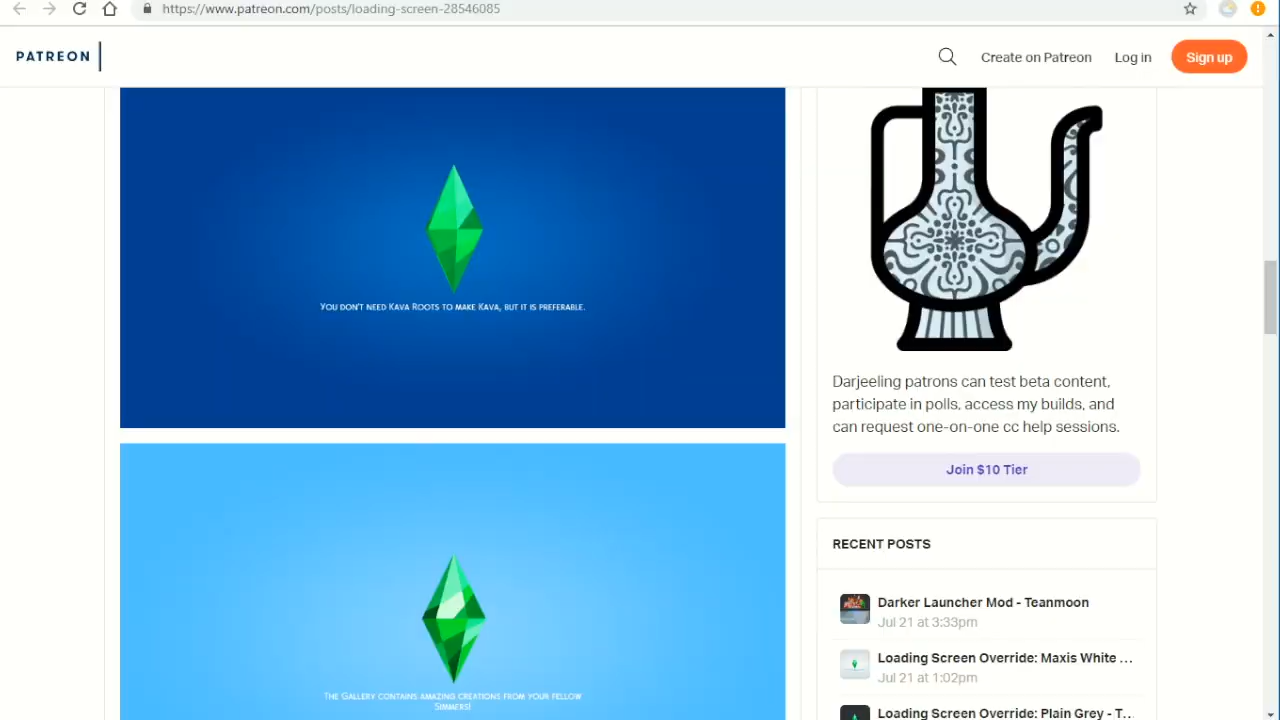 https://www.patreon.com/posts/loading-screen-28546085
PATREON
Create on Patreon
Log in
Sign up
You don't need Kava Roots to make Kava, but it is preferable.
The Gallery contains amazing creations from your fellow
Simmers!
Darjeeling patrons can test beta content,
participate in polls, access my builds, and
can request one-on-one cc help sessions.
Join $10 Tier
RECENT POSTS
Darker Launcher Mod - Teanmoon
Jul 21 at 3:33pm
Loading Screen Override: Maxis White ...
Jul 21 at 1:02pm
Loading Screen Override: Plain Grey - T...